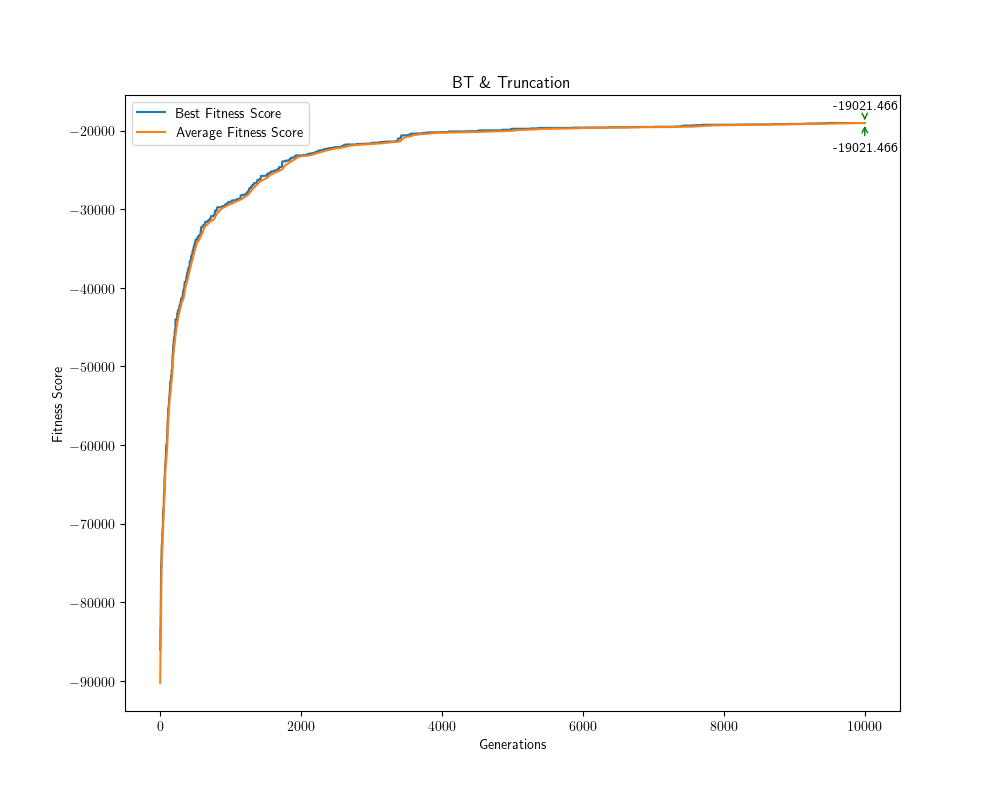 BT & Truncation
Best Fitness Score
Average Fitness Score
-19021.466
-19021.466
−20000
−30000
−40000
−50000
−60000
−70000
−80000
−90000
Fitness Score
0 2000 4000 6000 8000 10000
Generations